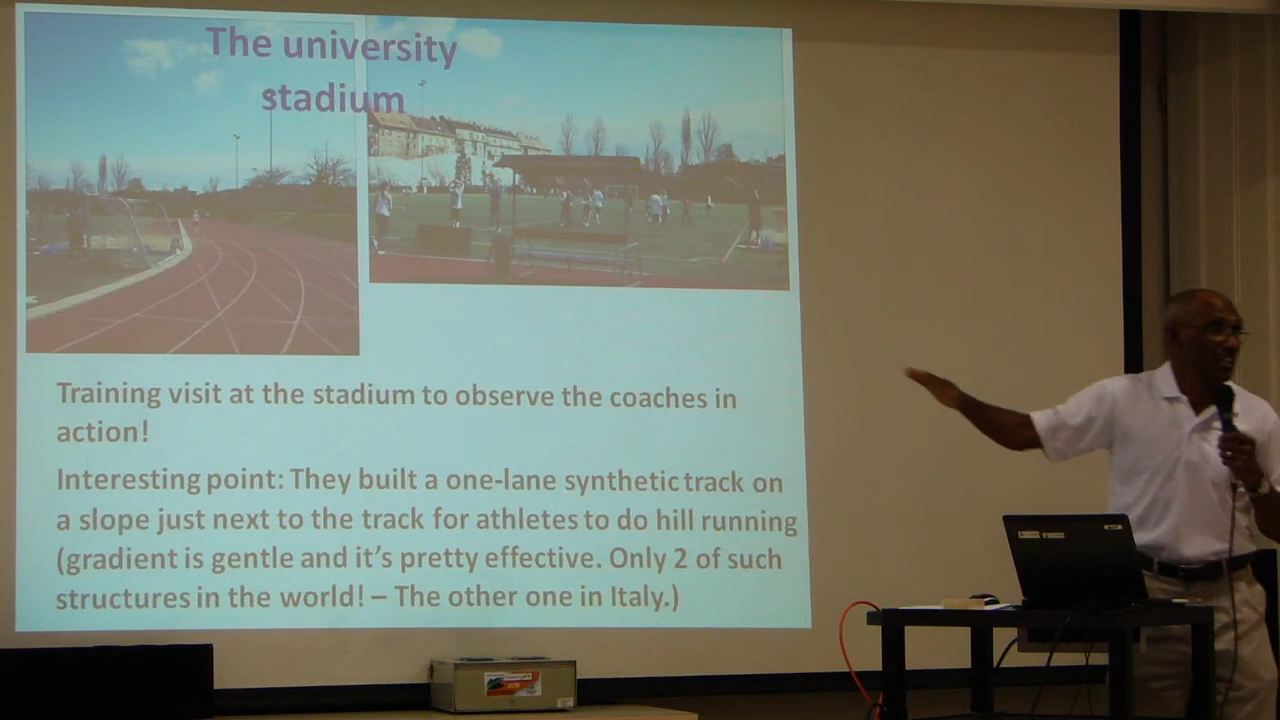 The university
stadium
Training visit at the stadium to observe the coaches in
action!
Interesting point: They built a one-lane synthetic track on
a slope just next to the track for athletes to do hill running
(gradient is gentle and it's pretty effective. Only 2 of such
structures in the world! – The other one in Italy.)